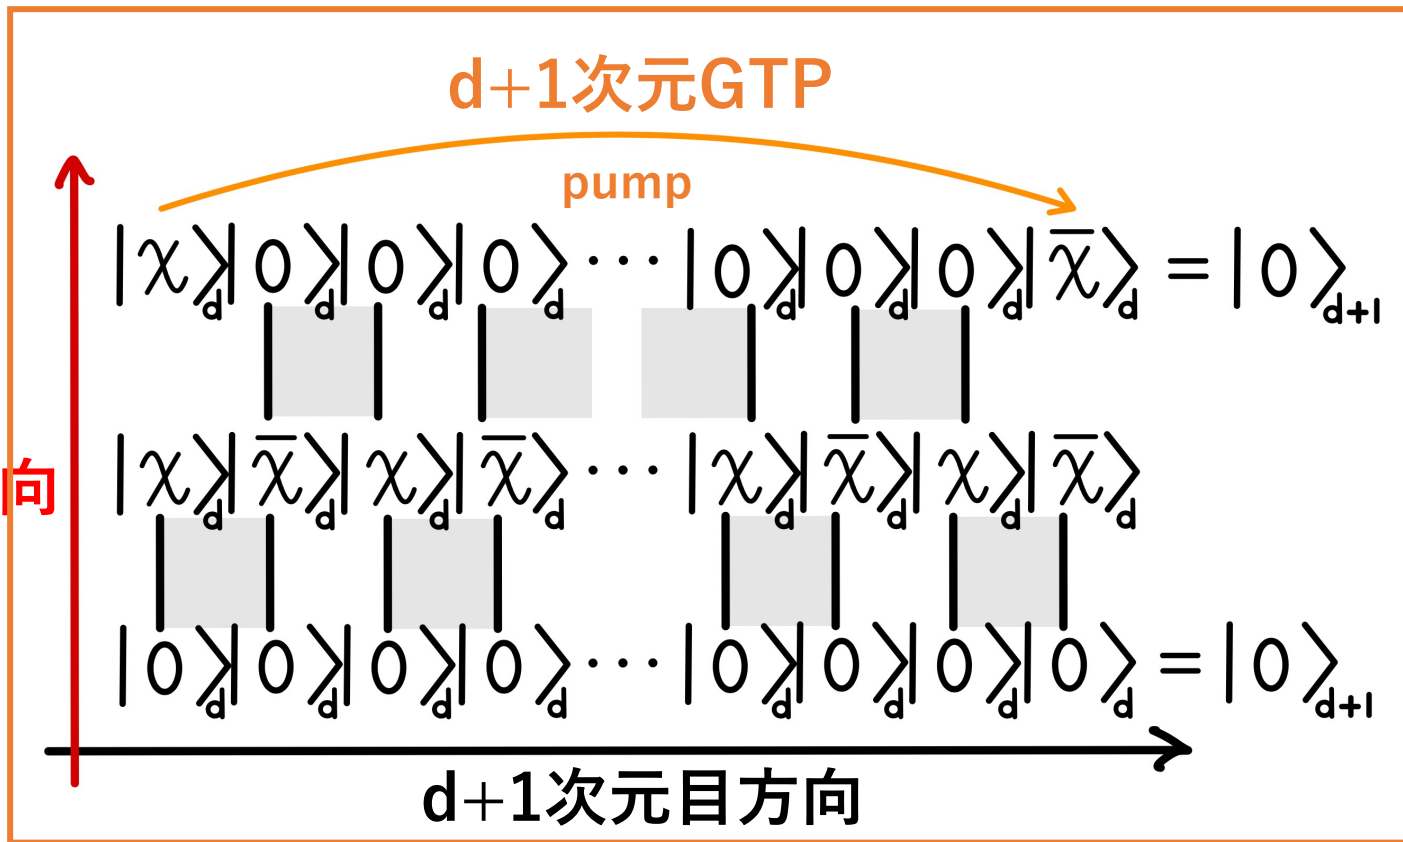 d+1次元GTP
pump
|χ⟩_d|0⟩_d|0⟩_d|0⟩_d···|0⟩_d|0⟩_d|0⟩_d|χ̅⟩_d=|0⟩_{d+1}
|χ⟩_d|χ̅⟩_d|χ⟩_d|χ̅⟩_d···|χ⟩_d|χ̅⟩_d|χ⟩_d|χ̅⟩_d
向
|0⟩_d|0⟩_d|0⟩_d|0⟩_d···|0⟩_d|0⟩_d|0⟩_d|0⟩_d=|0⟩_{d+1}
d+1次元目方向